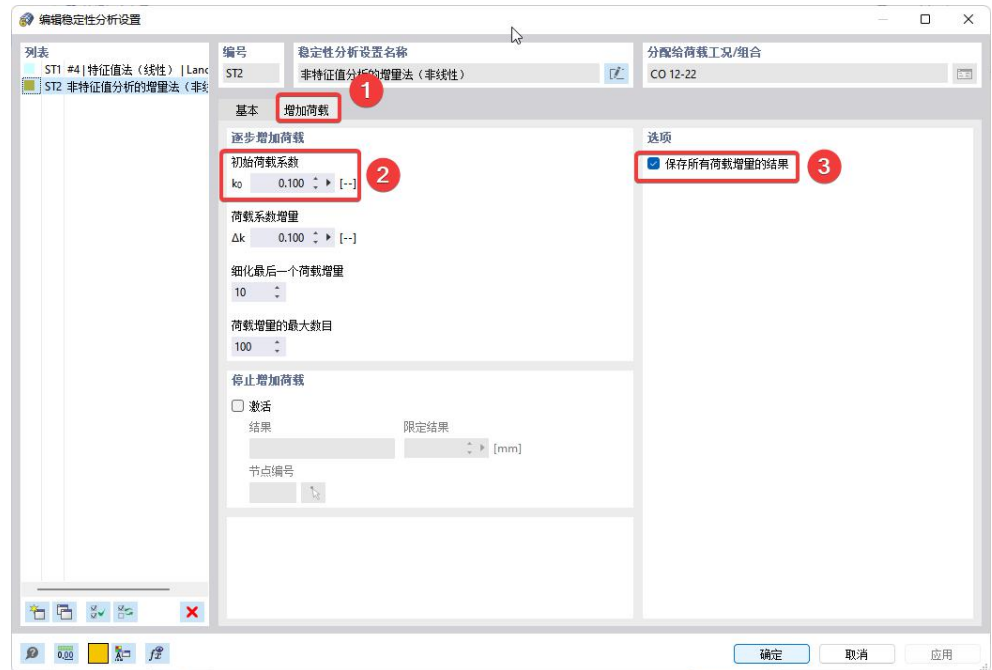 编辑稳定性分析设置
列表
ST1 #4|特征值法（线性）|Land
ST2 非特征值分析的增量法（非线
编号
ST2
稳定性分析设置名称
非特征值分析的增量法（非线性）
分配给荷载工况/组合
CO 12-22
基本
增加荷载
1
逐步增加荷载
初始荷载系数
k0 0.100 [--]
2
荷载系数增量
Δk 0.100 [--]
细化最后一个荷载增量
10
荷载增量的最大数目
100
停止增加荷载
激活
结果
限定结果
[mm]
节点编号
选项
保存所有荷载增量的结果
3
0,00
确定
取消
应用